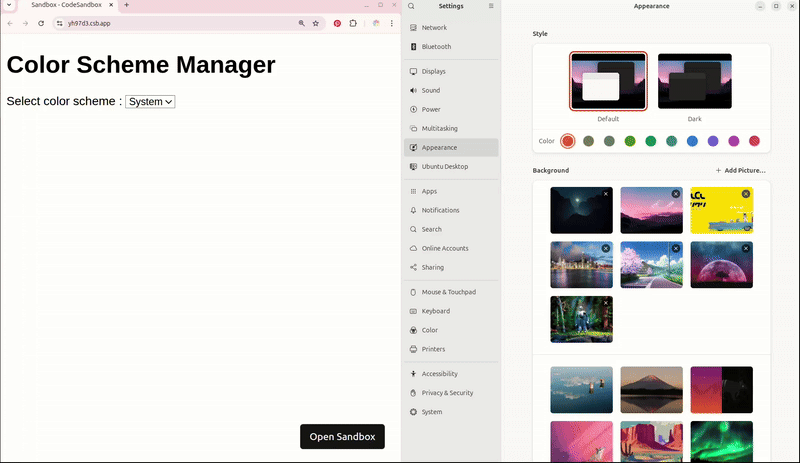 Sandbox - CodeSandbox
yh97d3.csb.app
Color Scheme Manager
Select color scheme : System
Open Sandbox
Settings
Network
Bluetooth
Displays
Sound
Power
Multitasking
Appearance
Ubuntu Desktop
Apps
Notifications
Search
Online Accounts
Sharing
Mouse & Touchpad
Keyboard
Color
Printers
Accessibility
Privacy & Security
System
Appearance
Style
Default Dark
Color
Background + Add Picture...